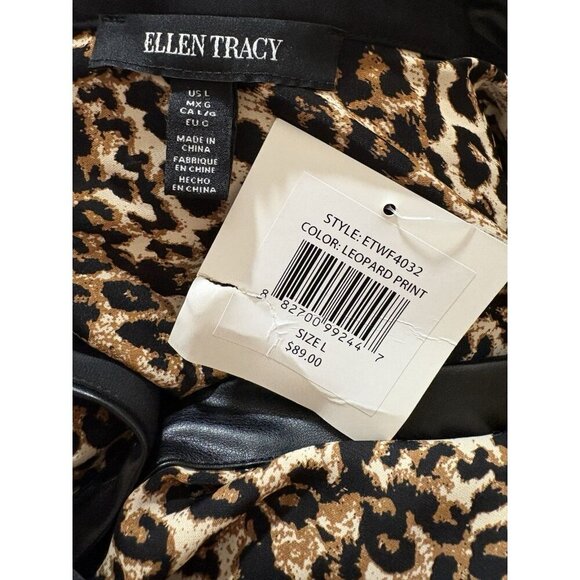 ELLEN TRACY
US L
MX G
CA L/G
EU G
MADE IN
CHINA
FABRIQUE
EN CHINE
HECHO
EN CHINA
STYLE: ETWF4032
COLOR: LEOPARD PRINT
8 82700 99244 7
SIZE L
$89.00